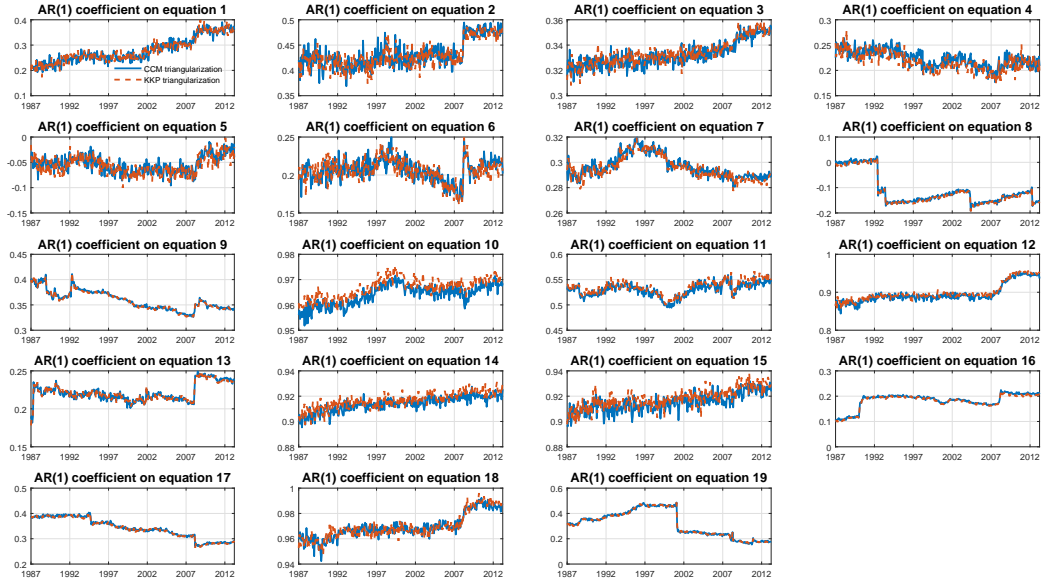 AR(1) coefficient on equation 1
0.4
0.3
0.2
0.1
CCM triangularization
KKP triangularization
1987 1992 1997 2002 2007 2012
AR(1) coefficient on equation 2
0.5
0.45
0.4
0.35
1987 1992 1997 2002 2007 2012
AR(1) coefficient on equation 3
0.36
0.34
0.32
0.3
1987 1992 1997 2002 2007 2012
AR(1) coefficient on equation 4
0.3
0.25
0.2
0.15
1987 1992 1997 2002 2007 2012
AR(1) coefficient on equation 5
0
-0.05
-0.1
-0.15
1987 1992 1997 2002 2007 2012
AR(1) coefficient on equation 6
0.25
0.2
0.15
1987 1992 1997 2002 2007 2012
AR(1) coefficient on equation 7
0.32
0.3
0.28
0.26
1987 1992 1997 2002 2007 2012
AR(1) coefficient on equation 8
0.1
0
-0.1
-0.2
1987 1992 1997 2002 2007 2012
AR(1) coefficient on equation 9
0.45
0.4
0.35
0.3
1987 1992 1997 2002 2007 2012
AR(1) coefficient on equation 10
0.98
0.97
0.96
0.95
1987 1992 1997 2002 2007 2012
AR(1) coefficient on equation 11
0.6
0.55
0.5
0.45
1987 1992 1997 2002 2007 2012
AR(1) coefficient on equation 12
1
0.9
0.8
1987 1992 1997 2002 2007 2012
AR(1) coefficient on equation 13
0.25
0.2
0.15
1987 1992 1997 2002 2007 2012
AR(1) coefficient on equation 14
0.94
0.92
0.9
0.88
1987 1992 1997 2002 2007 2012
AR(1) coefficient on equation 15
0.94
0.92
0.9
0.88
1987 1992 1997 2002 2007 2012
AR(1) coefficient on equation 16
0.3
0.2
0.1
0
1987 1992 1997 2002 2007 2012
AR(1) coefficient on equation 17
0.5
0.4
0.3
0.2
1987 1992 1997 2002 2007 2012
AR(1) coefficient on equation 18
1
0.98
0.96
0.94
1987 1992 1997 2002 2007 2012
AR(1) coefficient on equation 19
0.6
0.4
0.2
0
1987 1992 1997 2002 2007 2012